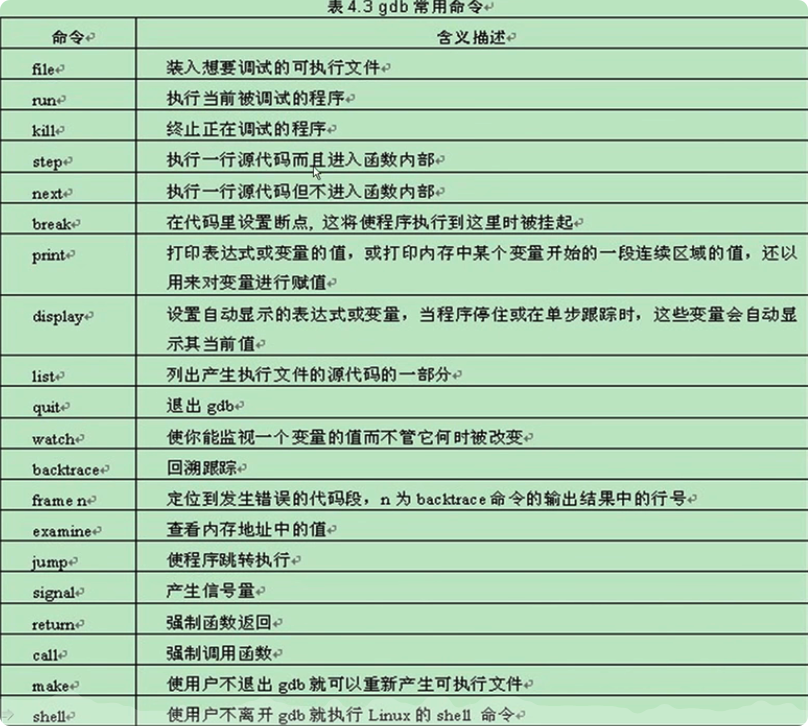 表4.3 gdb 常用命令
命令 含义描述
file 装入想要调试的可执行文件
run 执行当前被调试的程序
kill 终止正在调试的程序
step 执行一行源代码而且进入函数内部
next 执行一行源代码但不进入函数内部
break 在代码里设置断点, 这将使程序执行到这里时被挂起
print 打印表达式或变量的值，或打印内存中某个变量开始的一段连续区域的值，还以
用来对变量进行赋值
display 设置自动显示的表达式或变量，当程序停住或在单步跟踪时，这些变量会自动显
示其当前值
list 列出产生执行文件的源代码的一部分
quit 退出 gdb
watch 使你能监视一个变量的值而不管它何时被改变
backtrace 回溯跟踪
frame n 定位到发生错误的代码段，n 为 backtrace 命令的输出结果中的行号
examine 查看内存地址中的值
jump 使程序跳转执行
signal 产生信号量
return 强制函数返回
call 强制调用函数
make 使用户不退出 gdb 就可以重新产生可执行文件
shell 使用户不离开 gdb 就执行 Linux 的 shell 命令